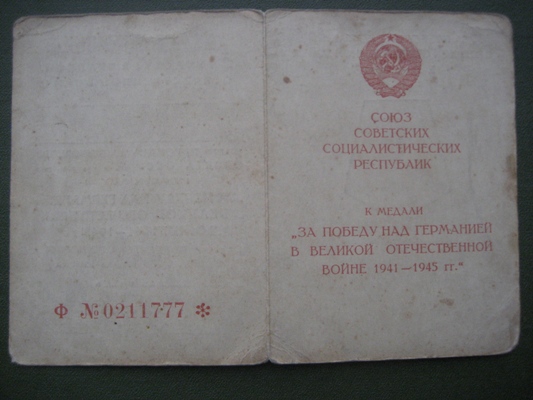 Ф №0211777 *
СОЮЗ
СОВЕТСКИХ
СОЦИАЛИСТИЧЕСКИХ
РЕСПУБЛИК
К МЕДАЛИ
„ЗА ПОБЕДУ НАД ГЕРМАНИЕЙ
В ВЕЛИКОЙ ОТЕЧЕСТВЕННОЙ
ВОЙНЕ 1941—1945 гг."